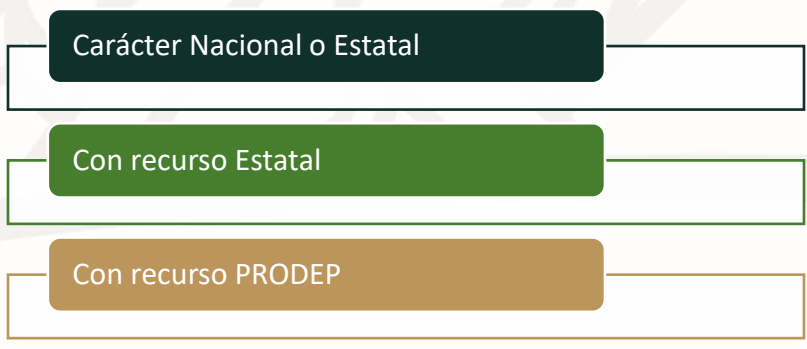 Carácter Nacional o Estatal
Con recurso Estatal
Con recurso PRODEP